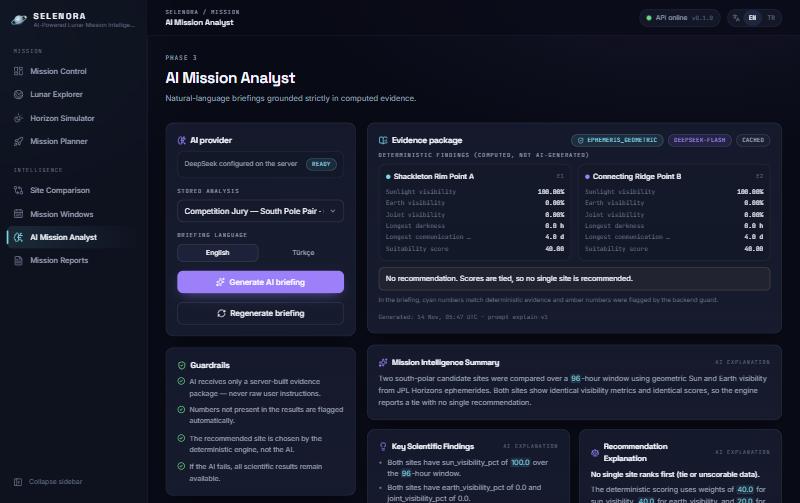 SELENORA
AI-Powered Lunar Mission Intellige...
MISSION
Mission Control
Lunar Explorer
Horizon Simulator
Mission Planner
INTELLIGENCE
Site Comparison
Mission Windows
AI Mission Analyst
Mission Reports
Collapse sidebar
SELENORA / MISSION
Mission Brief
API online v0.1.0
EN TR
PHASE 3
AI Mission Analyst
Natural-language briefings grounded strictly in computed evidence.
AI provider
DeepSeek configured on the server READY
STORED ANALYSIS
Competition Jury — South Pole Pair -
BRIEFING LANGUAGE
English Türkçe
Generate AI briefing
Regenerate briefing
Guardrails
AI receives only a server-built evidence
package — never raw user instructions.
Numbers not present in the results are flagged
automatically.
The recommended site is chosen by the
deterministic engine, not the AI.
If the AI fails, all scientific results remain
available.
Evidence package
EPHEMERIS_GEOMETRIC DEEPSEEK-FLASH CACHED
DETERMINISTIC FINDINGS (COMPUTED, NOT AI-GENERATED)
Shackleton Rim Point A E1
Sunlight visibility 100.00%
Earth visibility 0.00%
Joint visibility 0.00%
Longest darkness 0.0 h
Longest communication … 4.0 d
Suitability score 40.00
Connecting Ridge Point B E2
Sunlight visibility 100.00%
Earth visibility 0.00%
Joint visibility 0.00%
Longest darkness 0.0 h
Longest communication … 4.0 d
Suitability score 40.00
No recommendation. Scores are tied, so no single site is recommended.
In the briefing, cyan numbers match deterministic evidence and amber numbers were flagged by the backend guard.
Generated: 14 Nov, 05:47 UTC · prompt explain v3
Mission Intelligence Summary AI EXPLANATION
Two south-polar candidate sites were compared over a 96-hour window using geometric Sun and Earth visibility
from JPL Horizons ephemerides. Both sites show identical visibility metrics and identical scores, so the engine
reports a tie with no single recommendation.
Key Scientific Findings AI EXPLANATION
Both sites have sun_visibility_pct of 100.0 over
the 96-hour window.
Both sites have earth_visibility_pct of 0.0 and
joint_visibility_pct of 0.0.
Recommendation
Explanation
AI EXPLANATION
No single site ranks first (tie or unscorable data).
The deterministic scoring uses weights of 40.0 for
sun visibility, 40.0 for earth visibility, and 20.0 for